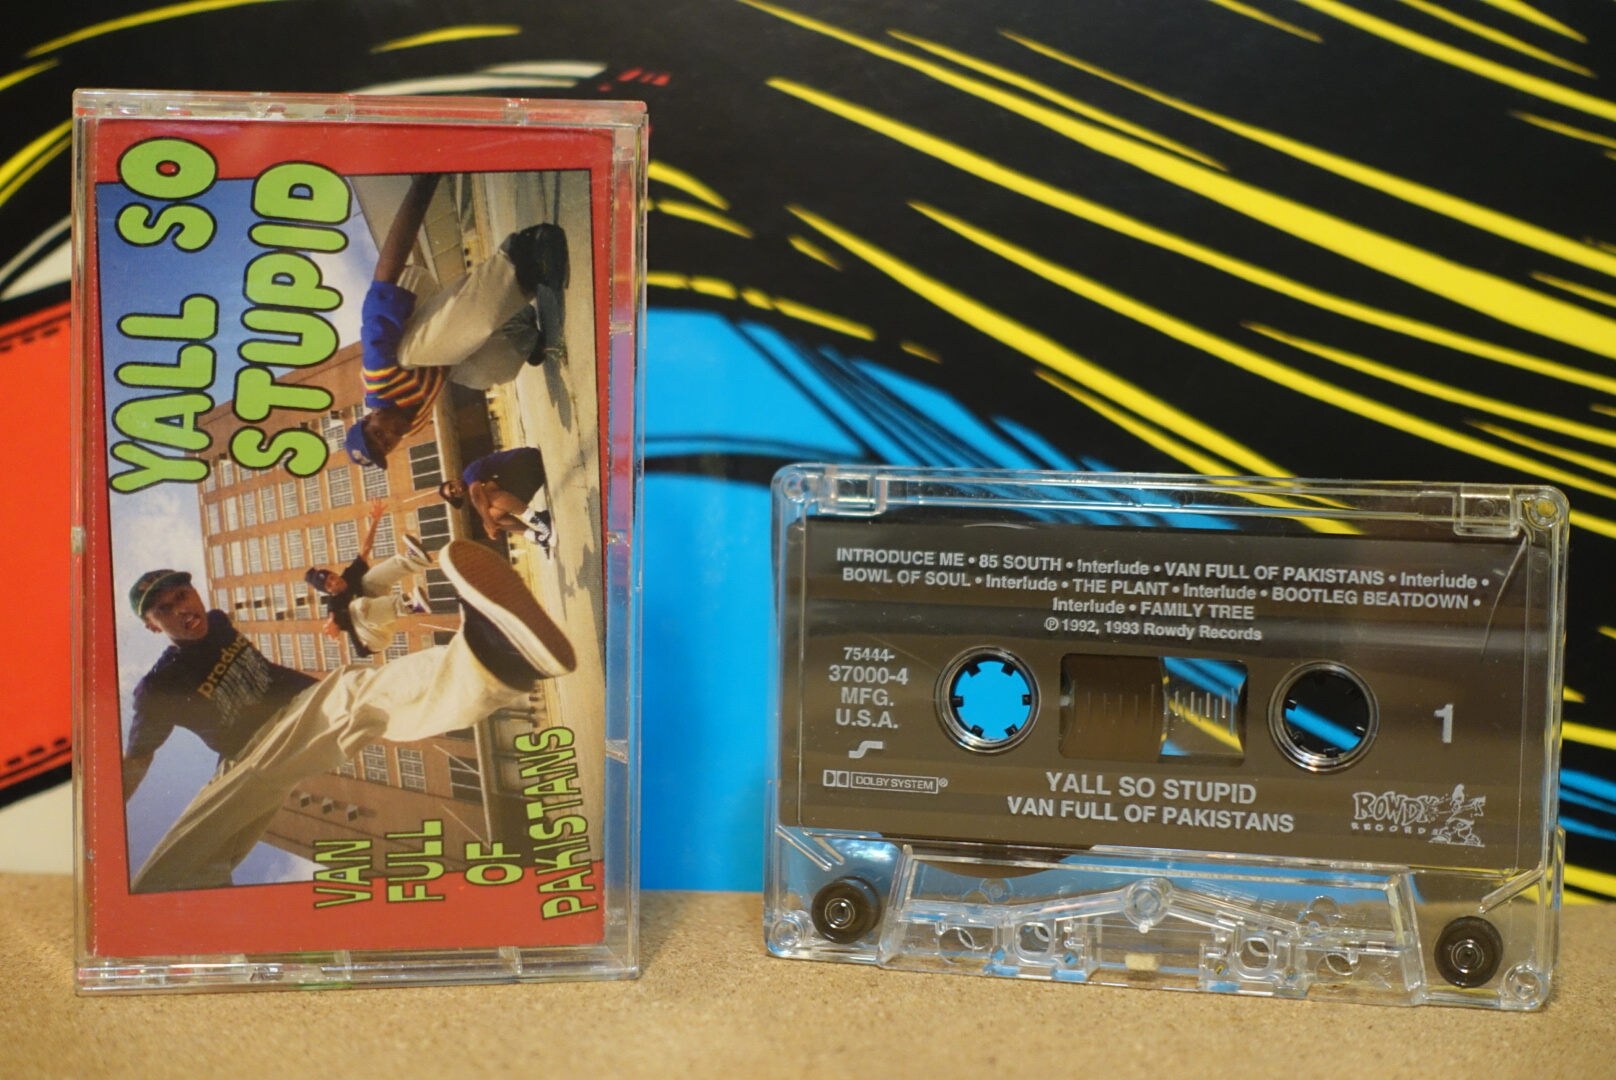 YALL SO
STUPID
VAN
FULL
OF
PAKISTANS
produc
INTRODUCE ME • 85 SOUTH • Interlude • VAN FULL OF PAKISTANS • Interlude •
BOWL OF SOUL • Interlude • THE PLANT • Interlude • BOOTLEG BEATDOWN •
Interlude • FAMILY TREE
℗ 1992, 1993 Rowdy Records
75444-
37000-4
MFG.
U.S.A.
DOLBY SYSTEM®
1
YALL SO STUPID
VAN FULL OF PAKISTANS
ROWDY
RECORDS